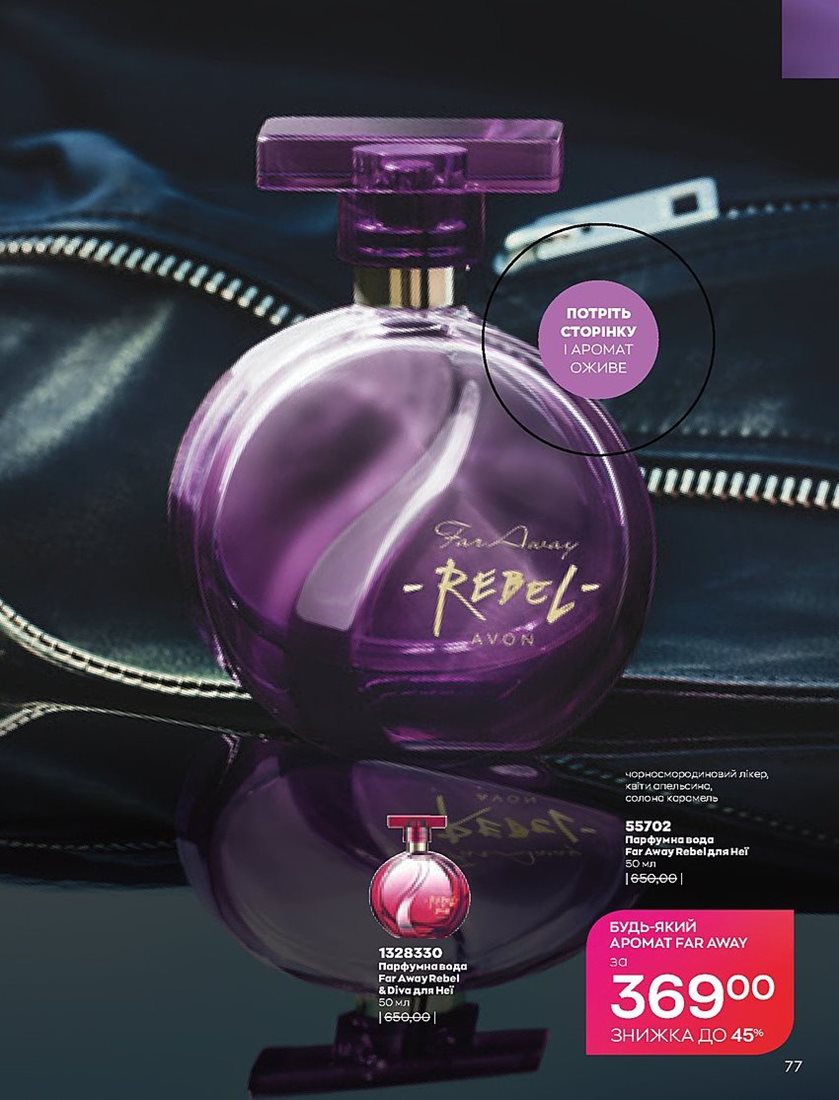 ПОТРІТЬ
СТОРІНКУ
І АРОМАТ
ОЖИВЕ
Far Away
-REBEL-
AVON
чорносмородиновий лікер,
квіти апельсина,
солона карамель
55702
Парфумна вода
Far Away Rebel для Неї
50 мл
|650,00|
1328330
Парфумна вода
Far Away Rebel
& Diva для Неї
50 мл
|650,00|
БУДЬ-ЯКИЙ
АРОМАТ FAR AWAY
за
369⁰⁰
ЗНИЖКА ДО 45%
77